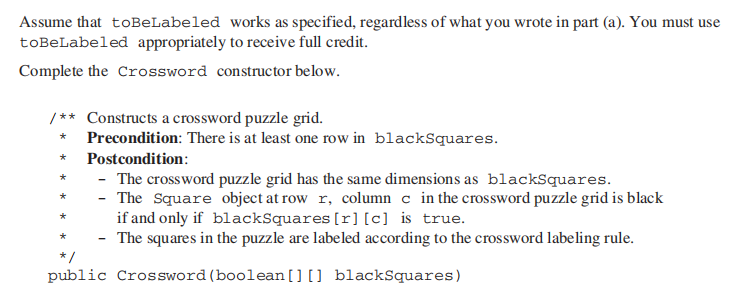 Assume that toBeLabeled works as specified, regardless of what you wrote in part (a). You must use
toBeLabeled appropriately to receive full credit.
Complete the Crossword constructor below.
/** Constructs a crossword puzzle grid.
* Precondition: There is at least one row in blackSquares.
* Postcondition:
* - The crossword puzzle grid has the same dimensions as blackSquares.
* - The Square object at row r, column c in the crossword puzzle grid is black
* if and only if blackSquares[r][c] is true.
* - The squares in the puzzle are labeled according to the crossword labeling rule.
*/
public Crossword(boolean[][] blackSquares)